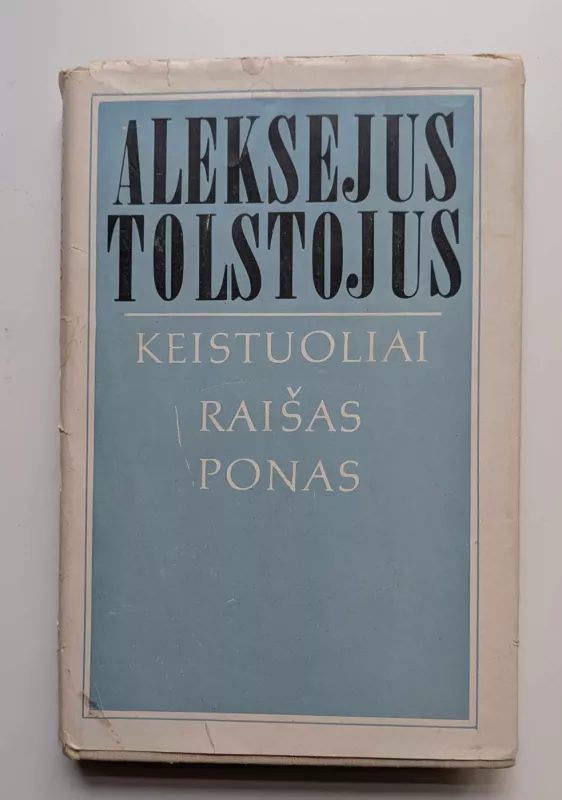 ALEKSEJUS
TOLSTOJUS
KEISTUOLIAI
RAIŠAS
PONAS